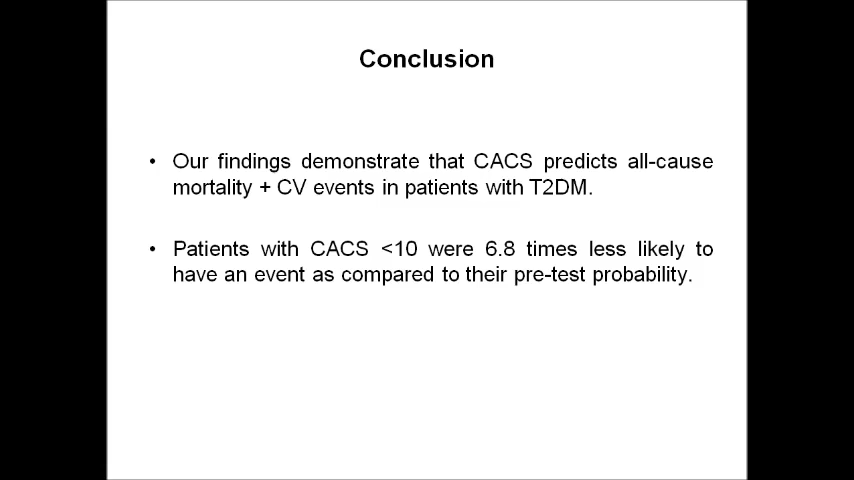 Conclusion
• Our findings demonstrate that CACS predicts all-cause
mortality + CV events in patients with T2DM.
• Patients with CACS <10 were 6.8 times less likely to
have an event as compared to their pre-test probability.